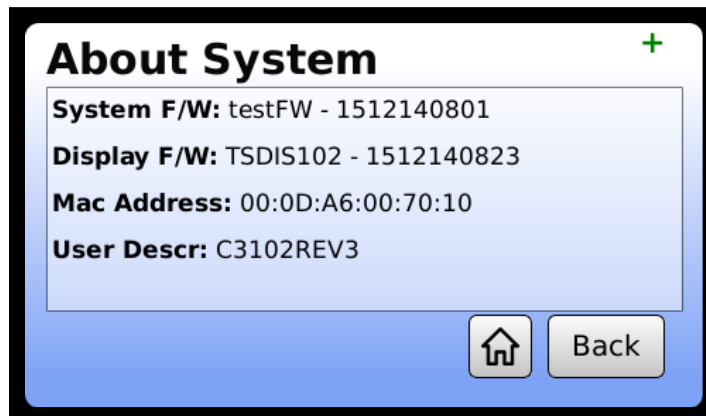 About System
+
System F/W: testFW - 1512140801
Display F/W: TSDIS102 - 1512140823
Mac Address: 00:0D:A6:00:70:10
User Descr: C3102REV3
Back